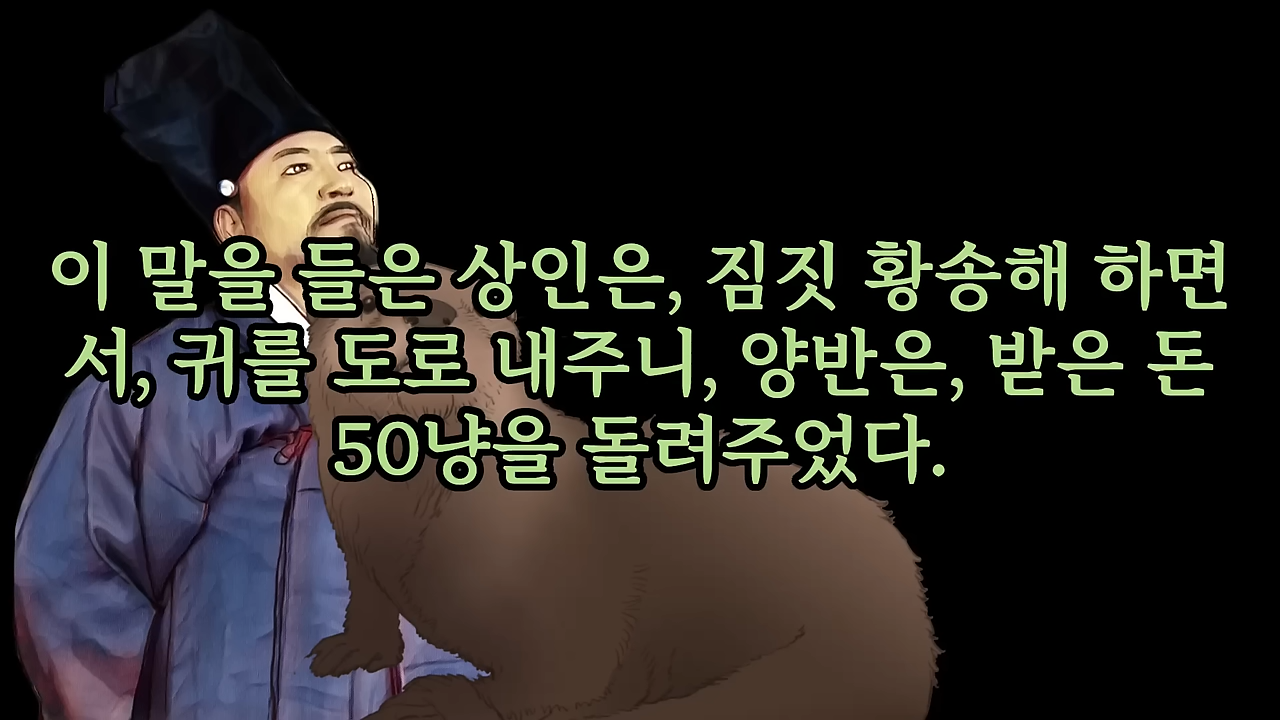 이 말을 들은 상인은, 짐짓 황송해 하면
서, 귀를 도로 내주니, 양반은, 받은 돈
50냥을 돌려주었다.